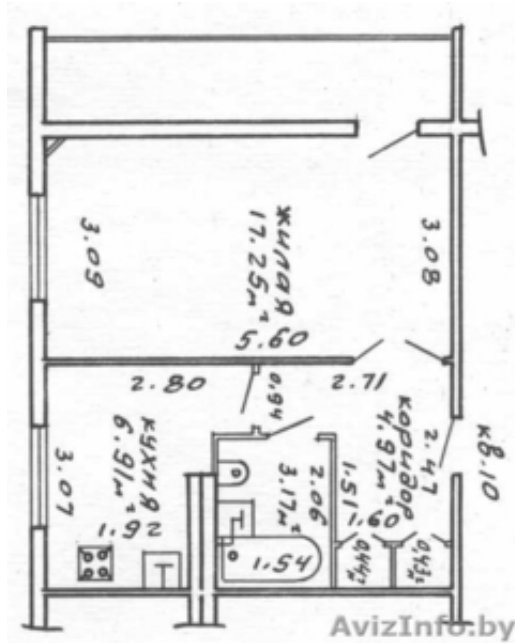 3.09
жилая
17.25м²
3.08
5.60
2.80
0.94
2.71
3.07
кухня
6.91м²
1.92
2.06
3.17м²
1.54
1.51
коридор
4.97м²
1.60
2.47
кв.10
AvizInfo.by